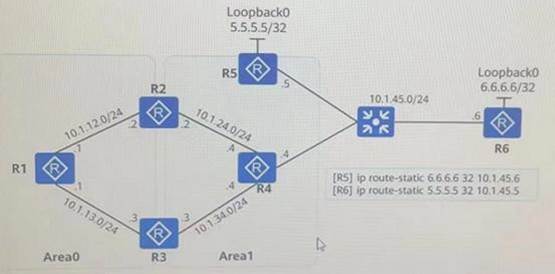 Loopback0
5.5.5.5/32
R5
.5
Loopback0
6.6.6.6/32
10.1.45.0/24
.6
R6
R2
10.1.12.0/24
.2
.2
10.1.24.0/24
.1
.4
.4
R1
R4
.1
.4
10.1.13.0/24
.3
.3
10.1.34.0/24
R3
Area0
Area1
[R5] ip route-static 6.6.6.6 32 10.1.45.6
[R6] ip route-static 5.5.5.5 32 10.1.45.5